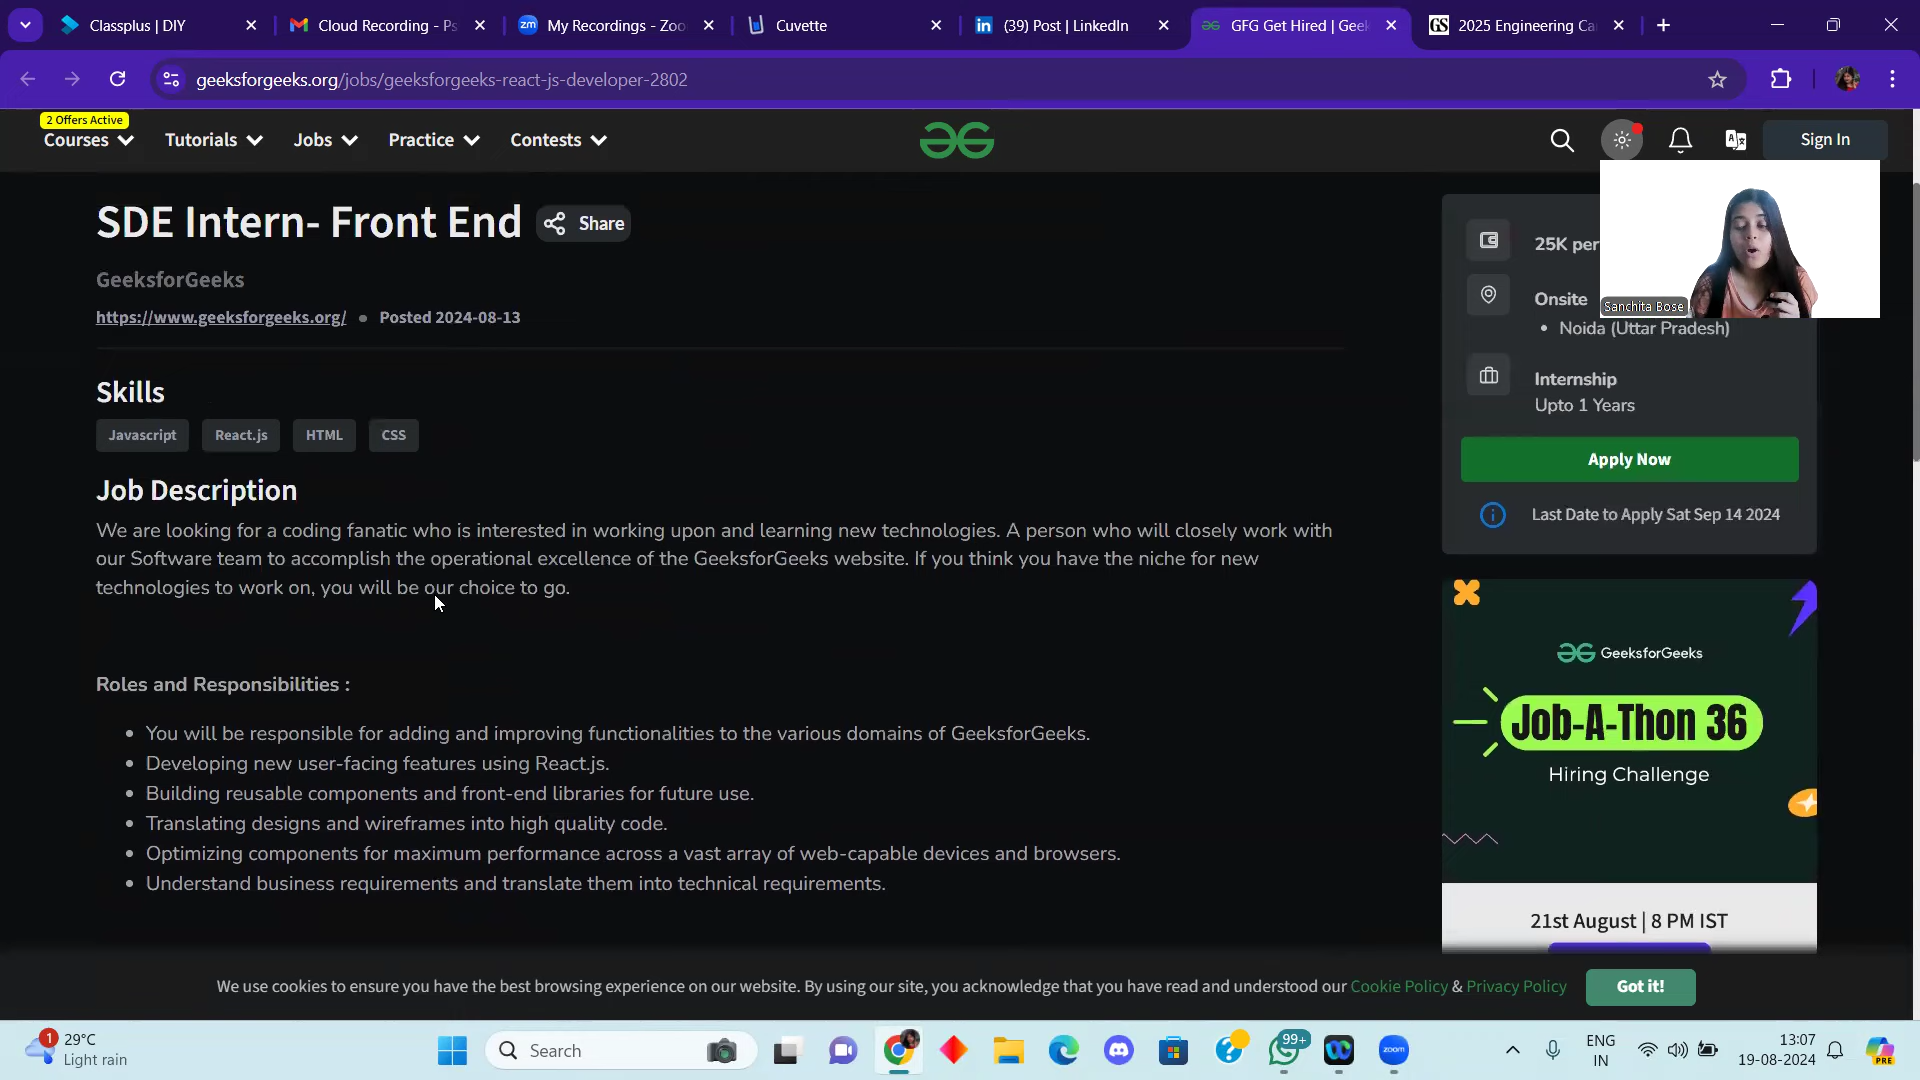 Classplus | DIY
Cloud Recording - Ps
My Recordings - Zoo
Cuvette
(39) Post | LinkedIn
GFG Get Hired | Geek
2025 Engineering Ca
geeksforgeeks.org/jobs/geeksforgeeks-react-js-developer-2802
2 Offers Active
Courses
Tutorials
Jobs
Practice
Contests
Sign In
SDE Intern- Front End
Share
GeeksforGeeks
https://www.geeksforgeeks.org/
Posted 2024-08-13
Skills
Javascript
React.js
HTML
CSS
Job Description
We are looking for a coding fanatic who is interested in working upon and learning new technologies. A person who will closely work with
our Software team to accomplish the operational excellence of the GeeksforGeeks website. If you think you have the niche for new
technologies to work on, you will be our choice to go.
Roles and Responsibilities :
• You will be responsible for adding and improving functionalities to the various domains of GeeksforGeeks.
• Developing new user-facing features using React.js.
• Building reusable components and front-end libraries for future use.
• Translating designs and wireframes into high quality code.
• Optimizing components for maximum performance across a vast array of web-capable devices and browsers.
• Understand business requirements and translate them into technical requirements.
25K per
Onsite
• Noida (Uttar Pradesh)
Internship
Upto 1 Years
Apply Now
Last Date to Apply Sat Sep 14 2024
Sanchita Bose
GeeksforGeeks
Job-A-Thon 36
Hiring Challenge
21st August | 8 PM IST
We use cookies to ensure you have the best browsing experience on our website. By using our site, you acknowledge that you have read and understood our Cookie Policy & Privacy Policy
Got it!
1
29°C
Light rain
Search
99+
zoom
ENG
IN
13:07
19-08-2024
PRE